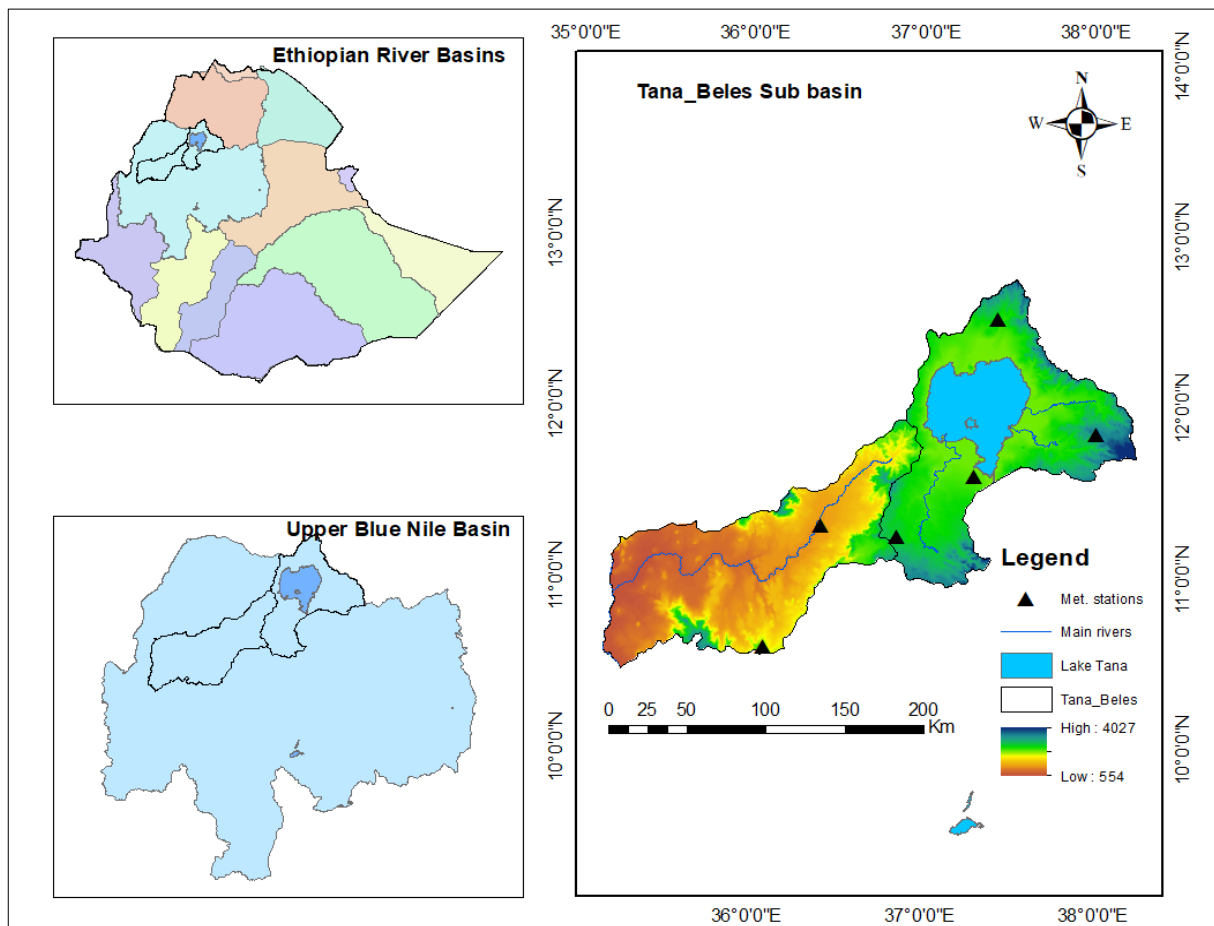 Ethiopian River Basins
Upper Blue Nile Basin
35°0'0"E 36°0'0"E 37°0'0"E 38°0'0"E
Tana_Beles Sub basin
N
W E
S
14°0'0"N
13°0'0"N
12°0'0"N
11°0'0"N
10°0'0"N
13°0'0"N
12°0'0"N
11°0'0"N
10°0'0"N
Legend
Met. stations
Main rivers
Lake Tana
Tana_Beles
High : 4027
Low : 554
0 25 50 100 150 200
Km
36°0'0"E 37°0'0"E 38°0'0"E